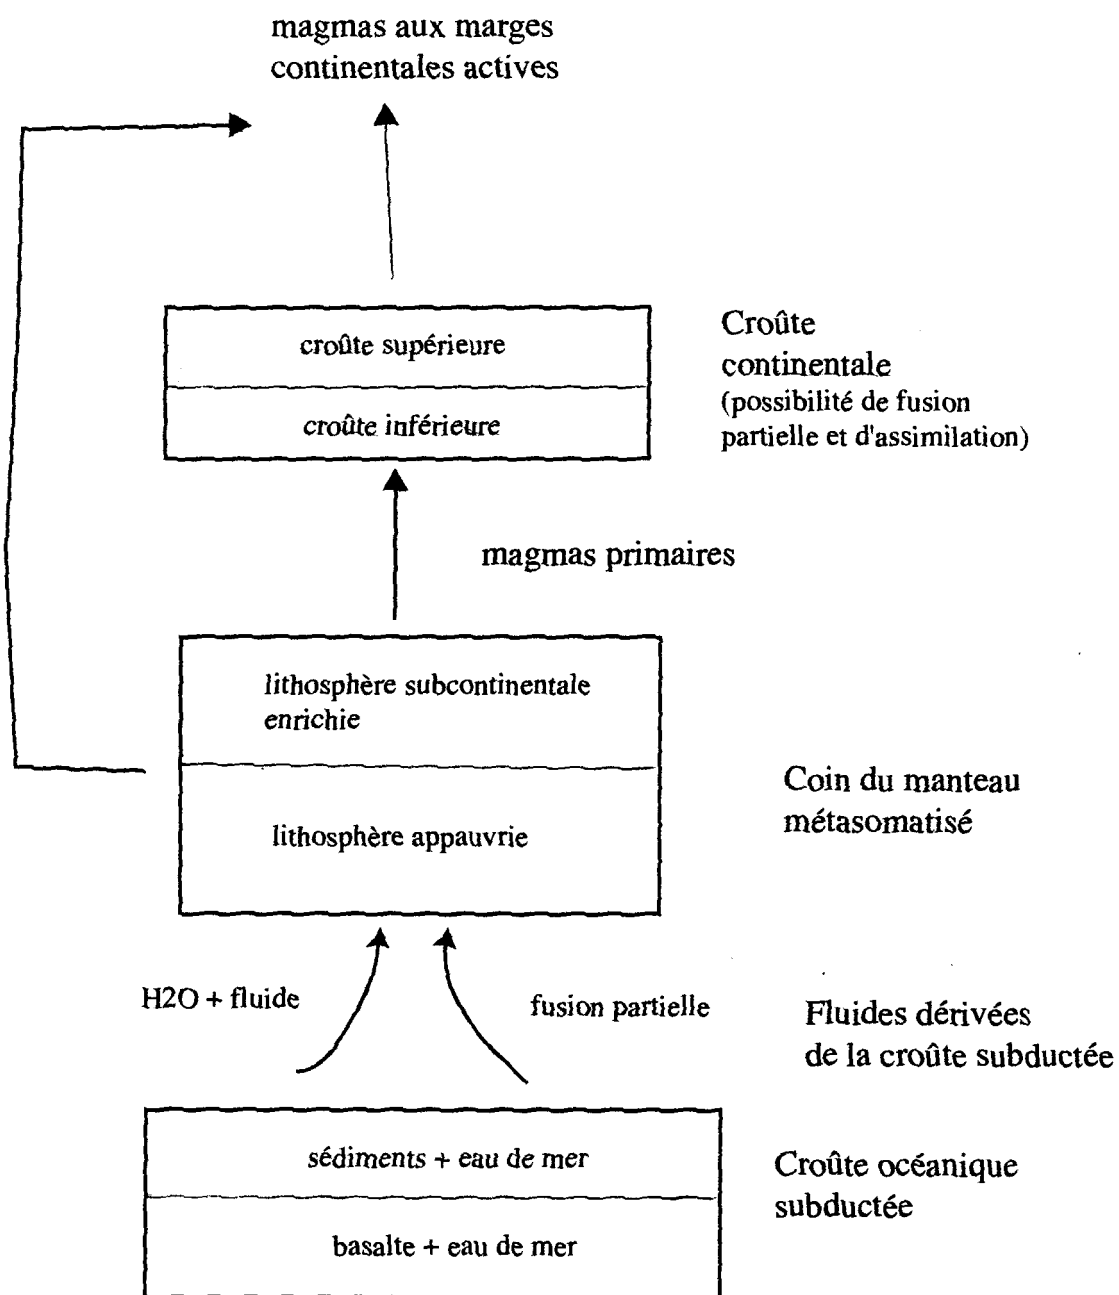 magmas aux marges
continentales actives
croûte supérieure
croûte inférieure
Croûte
continentale
(possibilité de fusion
partielle et d'assimilation)
magmas primaires
lithosphère subcontinentale
enrichie
lithosphère appauvrie
Coin du manteau
métasomatisé
H2O + fluide
fusion partielle
Fluides dérivées
de la croûte subductée
sédiments + eau de mer
basalte + eau de mer
Croûte océanique
subductée